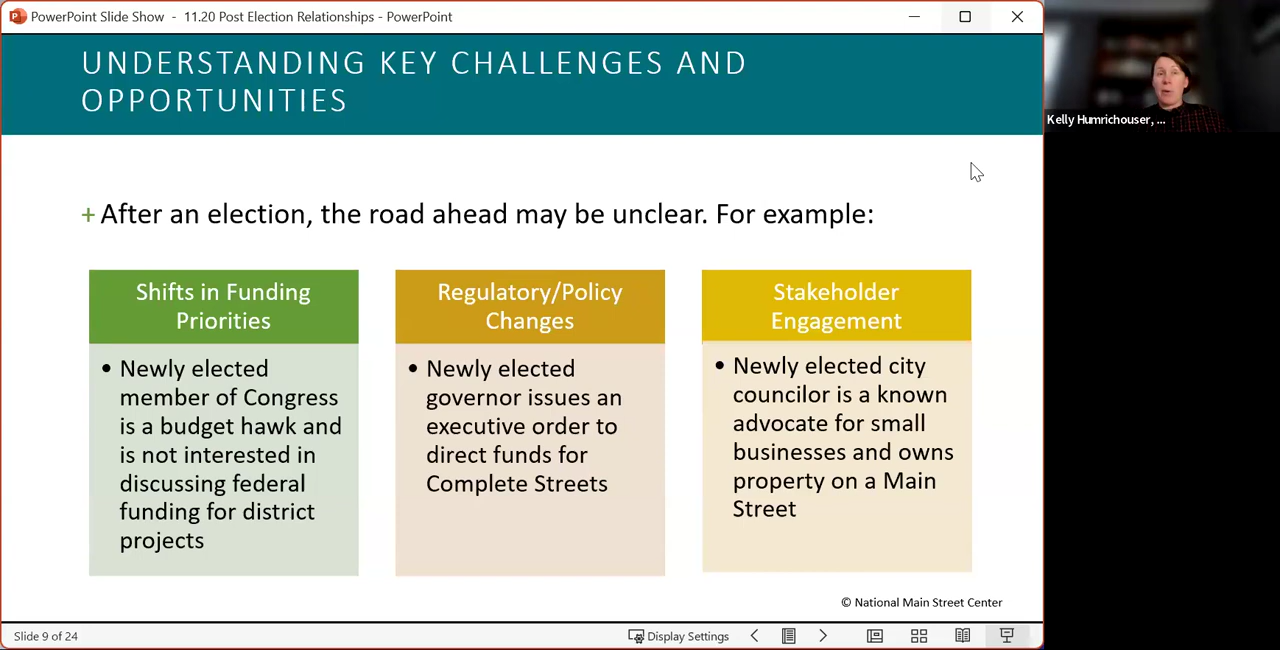 PowerPoint Slide Show - 11.20 Post Election Relationships - PowerPoint
UNDERSTANDING KEY CHALLENGES AND
OPPORTUNITIES
Kelly Humrichouser, ...
+ After an election, the road ahead may be unclear. For example:
Shifts in Funding
Priorities
• Newly elected
member of Congress
is a budget hawk and
is not interested in
discussing federal
funding for district
projects
Regulatory/Policy
Changes
• Newly elected
governor issues an
executive order to
direct funds for
Complete Streets
Stakeholder
Engagement
• Newly elected city
councilor is a known
advocate for small
businesses and owns
property on a Main
Street
© National Main Street Center
Slide 9 of 24
Display Settings